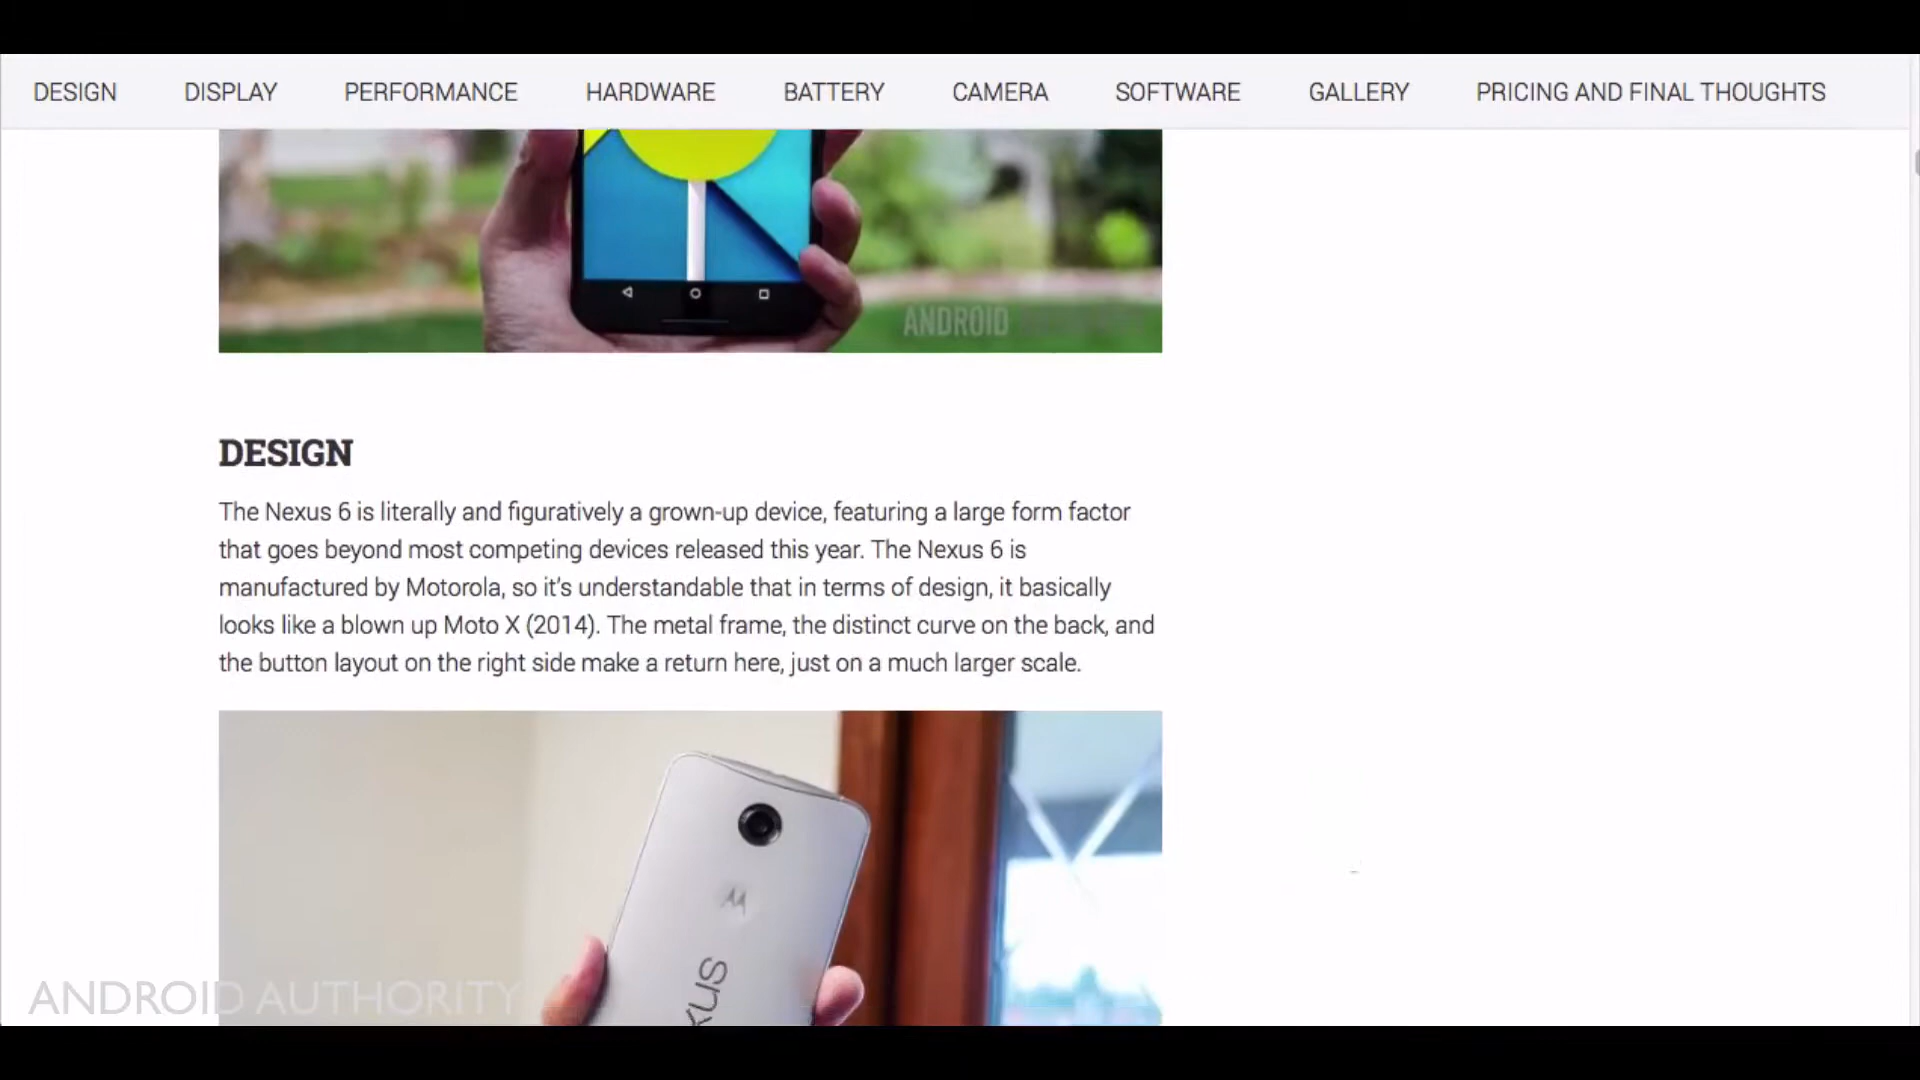 DESIGN DISPLAY PERFORMANCE HARDWARE BATTERY CAMERA SOFTWARE GALLERY PRICING AND FINAL THOUGHTS
ANDROID
DESIGN
The Nexus 6 is literally and figuratively a grown-up device, featuring a large form factor
that goes beyond most competing devices released this year. The Nexus 6 is
manufactured by Motorola, so it's understandable that in terms of design, it basically
looks like a blown up Moto X (2014). The metal frame, the distinct curve on the back, and
the button layout on the right side make a return here, just on a much larger scale.
ANDROID AUTHORITY